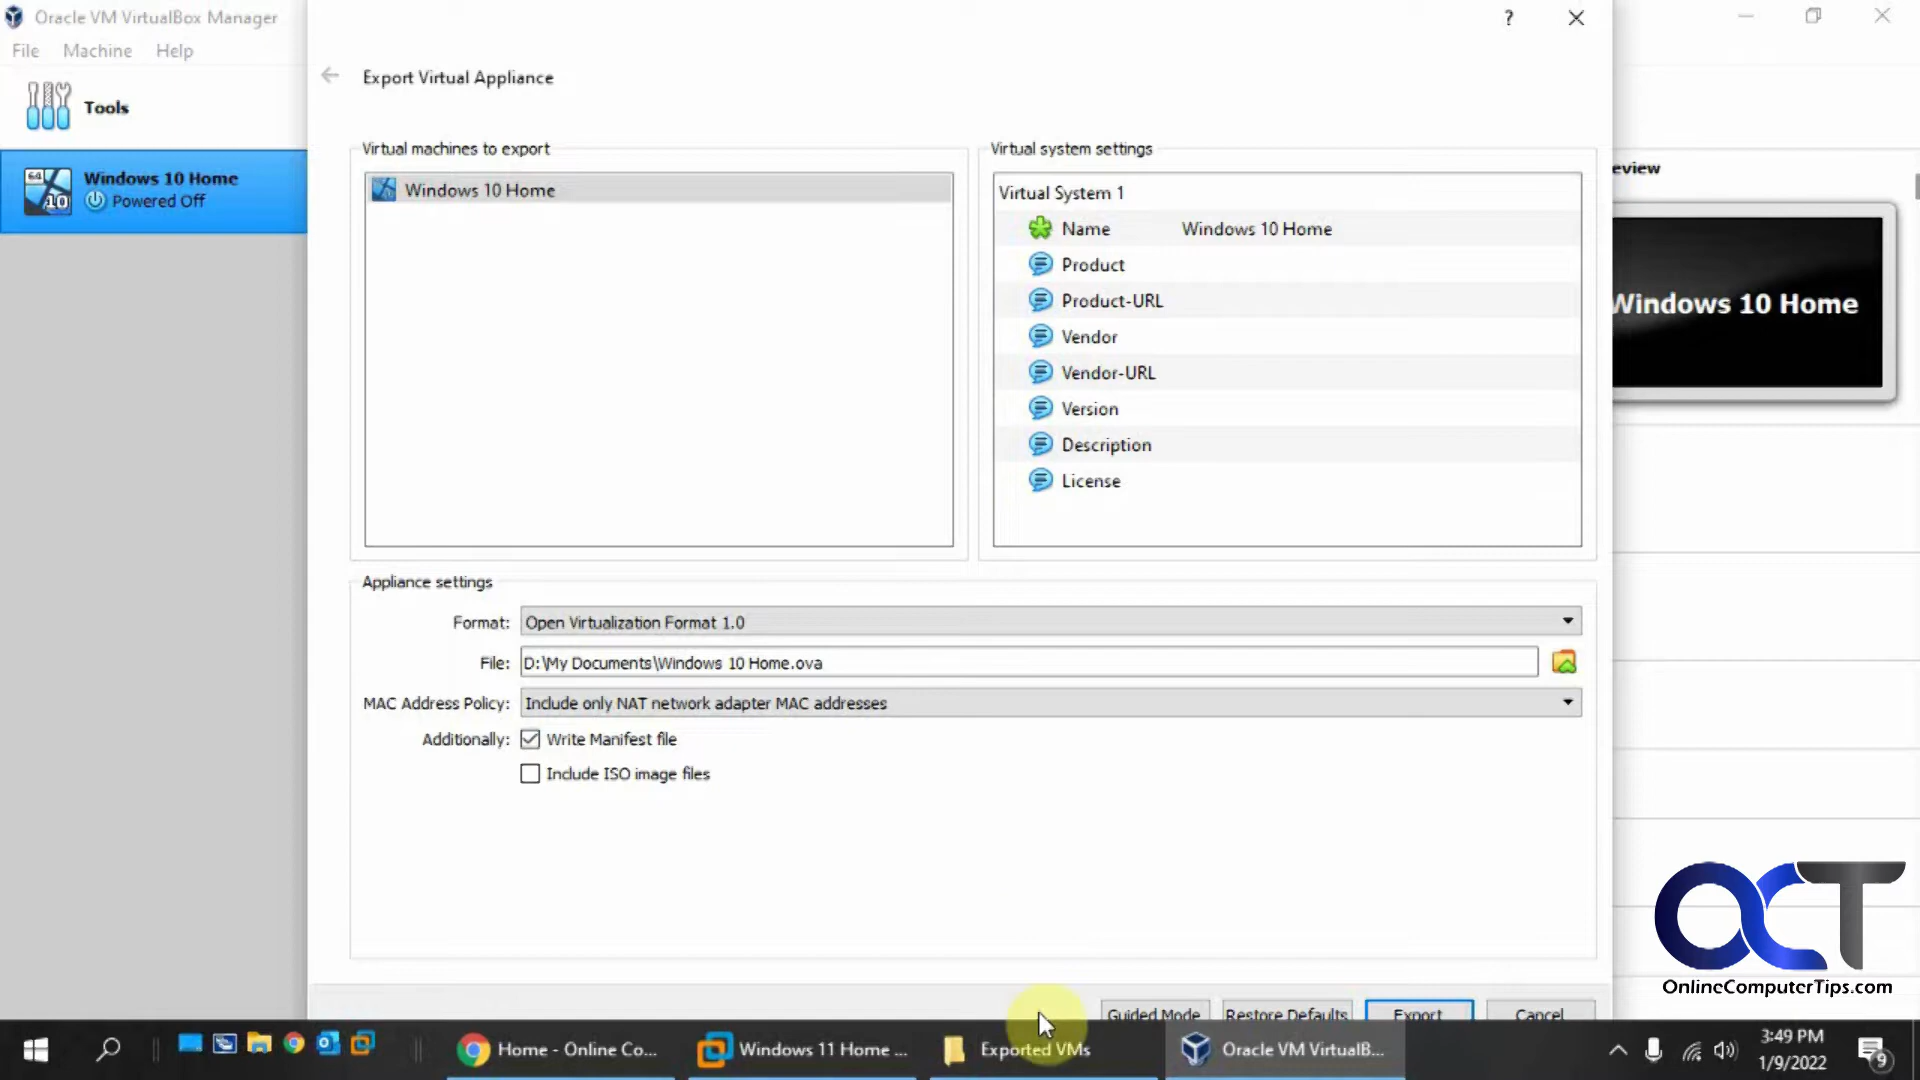 Oracle VM VirtualBox Manager
File Machine Help
Tools
64
10
Windows 10 Home
Powered Off
?
Export Virtual Appliance
Virtual machines to export
Windows 10 Home
Virtual system settings
Virtual System 1
Name Windows 10 Home
Product
Product-URL
Vendor
Vendor-URL
Version
Description
License
eview
Windows 10 Home
Appliance settings
Format: Open Virtualization Format 1.0
File: D:\My Documents\Windows 10 Home.ova
MAC Address Policy: Include only NAT network adapter MAC addresses
Additionally: Write Manifest file
Include ISO image files
Guided Mode Restore Defaults Export Cancel
OCT
OnlineComputerTips.com
Home - Online Co...
Windows 11 Home ...
Exported VMs
Oracle VM VirtualB...
3:49 PM
1/9/2022
9